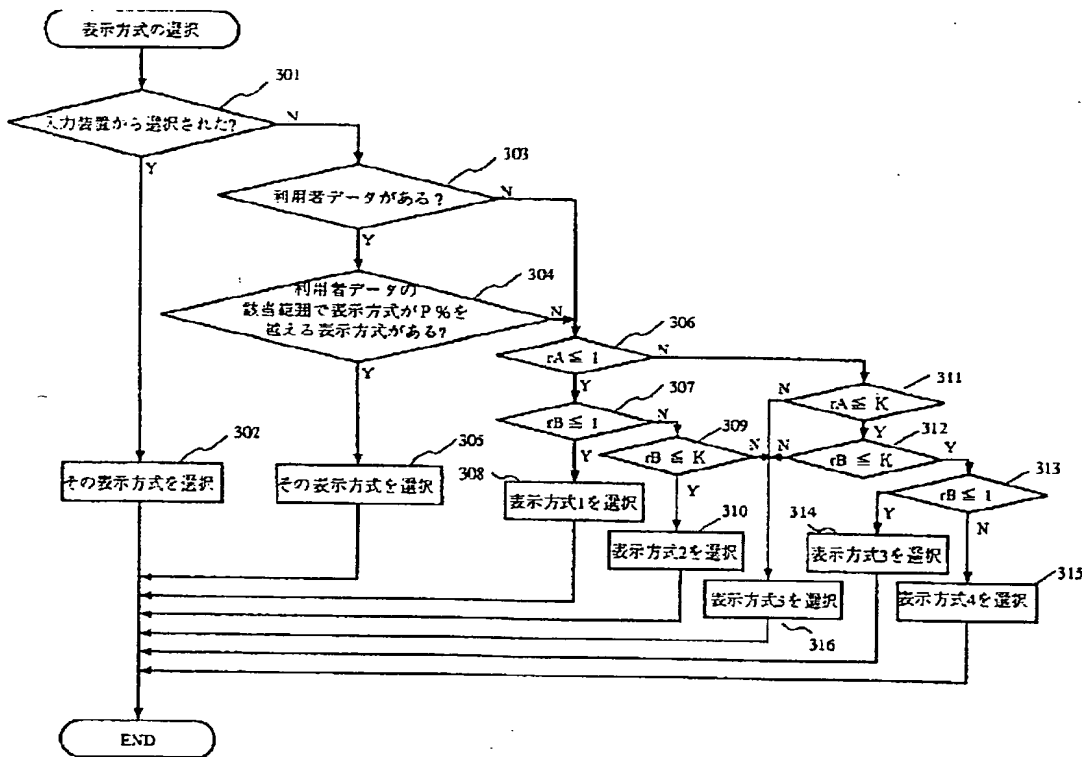 表示方式の選択
301
入力装置から選択された?
N
Y
303
利用者データがある?
N
Y
304
利用者データの
該当範囲で表示方式がP%を
越える表示方式がある?
N
Y
306
rA≦1
N
Y
307
rB≦1
N
Y
309
rB≦K
N
Y
311
rA≦K
N
Y
312
rB≦K
N
Y
313
rB≦1
Y
N
302
その表示方式を選択
305
その表示方式を選択
308
表示方式1を選択
310
表示方式2を選択
314
表示方式3を選択
315
表示方式4を選択
表示方式5を選択
316
END